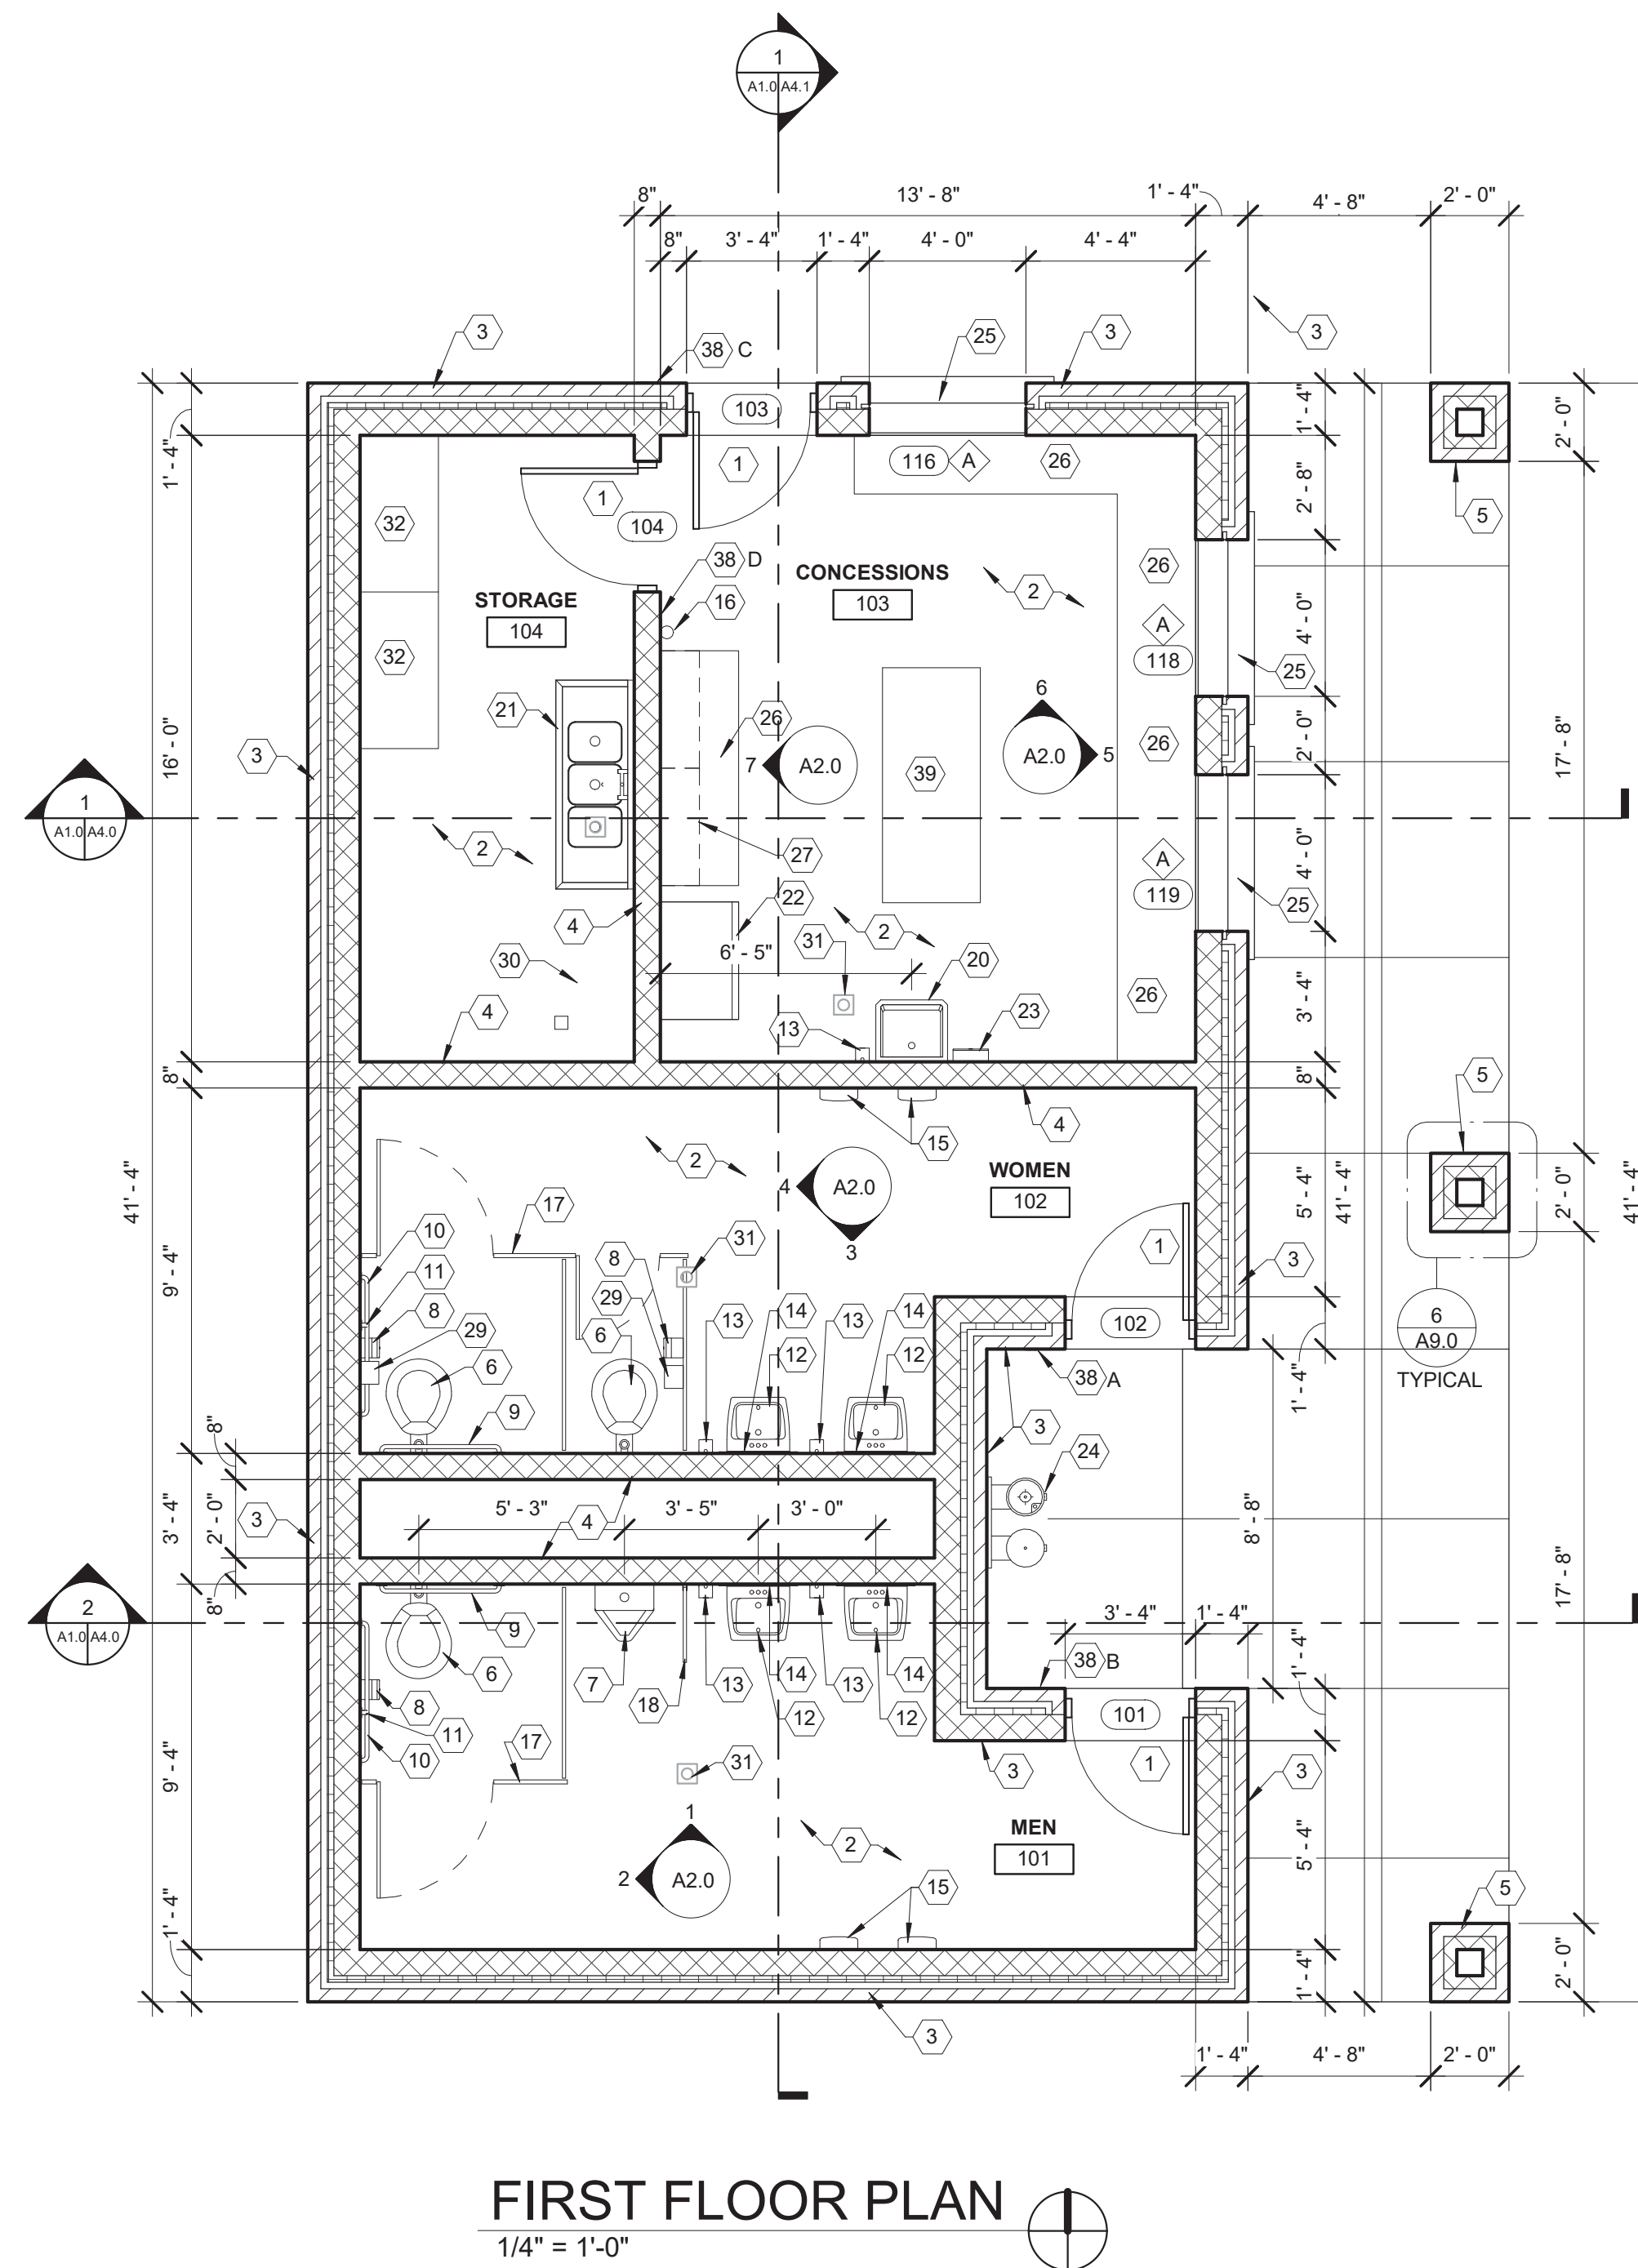 1
A1.0 A4.1
8" 13' - 8" 1' - 4" 4' - 8" 2' - 0"
8" 3' - 4" 1' - 4" 4' - 0" 4' - 4"
3 38 C 25 3 3
103
1' - 4" 1' - 4" 2' - 0"
1 116 A 26
32 1 104 2' - 8" 5
38 D CONCESSIONS 26
STORAGE 16 103 2
104 A 4' - 0"
32 118 25
6
21 26
3 7 A2.0 39 A2.0 5 26 2' - 0"
16' - 0" 17' - 8"
1
A1.0 A4.0
2 27 A 4' - 0"
22 119 25
4 2
30 6' - 5" 31 20
26 3' - 4"
4 13 23
8" 8" 5
15 4
2 WOMEN
4 A2.0 102
41' - 4" 5' - 4" 41' - 4" 2' - 0" 41' - 4"
17
10 8 31 3 1 3
11
9' - 4" 8 29 29 6 13 14 13 14 102 6
A9.0
6 12 12 TYPICAL
38 A 1' - 4"
9 3
8" 24
5' - 3" 3' - 5" 3' - 0"
3' - 4" 2' - 0" 3 4 8' - 8"
8" 17' - 8"
2
A1.0 A4.0
9 3' - 4" 1' - 4"
6 7 18 13 14 13 14 38 B 1' - 4"
8 12 12 101
11
10 17 31 3 1 3
9' - 4"
1 2 MEN 5' - 4"
2 A2.0 101
15 5
1' - 4" 1' - 4" 2' - 0"
3
1' - 4" 4' - 8" 2' - 0"
FIRST FLOOR PLAN
1/4" = 1'-0"